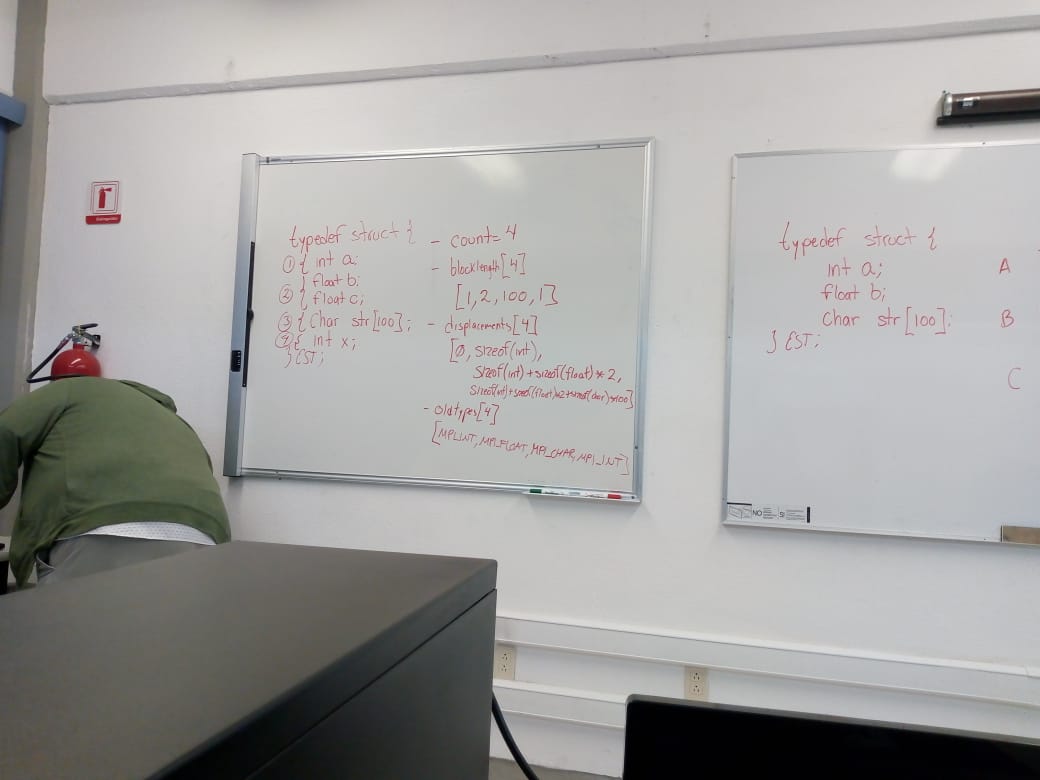 typedef struct {
① { int a;
} float b;
② { float c;
③ { Char str[100];
④ { int x;
} EST;
- count= 4
- blocklength[4]
[1,2,100,1]
- displacements[4]
[Ø, sizeof(int),
sizeof(int)+sizeof(float)*2,
sizeof(int)+sizeof(float)*2+sizeof(char)*100]
- oldtypes[4]
[MPI_INT, MPI_FLOAT, MPI_CHAR, MPI_INT]
typedef struct {
int a;
float b;
Char str[100];
} EST;
A
B
C
NO
SI